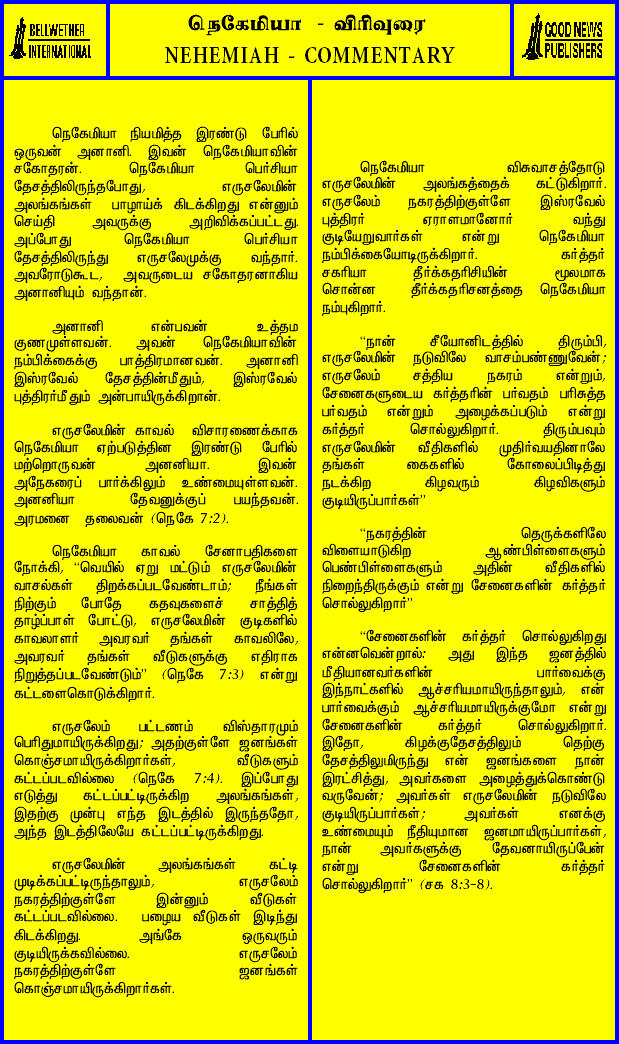 BELLWETHER
INTERNATIONAL
நெகேமியா - விரிவுரை
NEHEMIAH - COMMENTARY
GOOD NEWS
PUBLISHERS
நெகேமியா நியமித்த இரண்டு பேரில்
ஒருவன் அனானி. இவன் நெகேமியாவின்
சகோதரன். நெகேமியா பெர்சியா
தேசத்திலிருந்தபோது, எருசலேமின்
அலங்கங்கள் பாழாய்க் கிடக்கிறது என்னும்
செய்தி அவருக்கு அறிவிக்கப்பட்டது.
அப்போது நெகேமியா பெர்சியா
தேசத்திலிருந்து எருசலேமுக்கு வந்தார்.
அவரோடுகூட, அவருடைய சகோதரனாகிய
அனானியும் வந்தான்.
அனானி என்பவன் உத்தம
குணமுள்ளவன். அவன் நெகேமியாவின்
நம்பிக்கைக்கு பாத்திரமானவன். அனானி
இஸ்ரவேல் தேசத்தின்மீதும், இஸ்ரவேல்
புத்திரர்மீதும் அன்பாயிருக்கிறான்.
எருசலேமின் காவல் விசாரணைக்காக
நெகேமியா ஏற்படுத்தின இரண்டு பேரில்
மற்றொருவன் அனனியா. இவன்
அநேகரைப் பார்க்கிலும் உண்மையுள்ளவன்.
அனனியா தேவனுக்குப் பயந்தவன்.
அரமனை தலைவன் (நெகே 7:2).
நெகேமியா காவல் சேனாபதிகளை
நோக்கி, "வெயில் ஏறு மட்டும் எருசலேமின்
வாசல்கள் திறக்கப்படவேண்டாம்; நீங்கள்
நிற்கும் போதே கதவுகளைச் சாத்தித்
தாழ்ப்பாள் போட்டு, எருசலேமின் குடிகளில்
காவலாளர் அவரவர் தங்கள் காவலிலே,
அவரவர் தங்கள் வீடுகளுக்கு எதிராக
நிறுத்தப்படவேண்டும்" (நெகே 7:3) என்று
கட்டளைகொடுக்கிறார்.
எருசலேம் பட்டணம் விஸ்தாரமும்
பெரிதுமாயிருக்கிறது; அதற்குள்ளே ஜனங்கள்
கொஞ்சமாயிருக்கிறார்கள், வீடுகளும்
கட்டப்படவில்லை (நெகே 7:4). இப்போது
எடுத்து கட்டப்பட்டிருக்கிற அலங்கங்கள்,
இதற்கு முன்பு எந்த இடத்தில் இருந்ததோ,
அந்த இடத்திலேயே கட்டப்பட்டிருக்கிறது.
எருசலேமின் அலங்கங்கள் கட்டி
முடிக்கப்பட்டிருந்தாலும், எருசலேம்
நகரத்திற்குள்ளே இன்னும் வீடுகள்
கட்டப்படவில்லை. பழைய வீடுகள் இடிந்து
கிடக்கிறது. அங்கே ஒருவரும்
குடியிருக்கவில்லை. எருசலேம்
நகரத்திற்குள்ளே ஜனங்கள்
கொஞ்சமாயிருக்கிறார்கள்.
நெகேமியா விசுவாசத்தோடு
எருசலேமின் அலங்கத்தைக் கட்டுகிறார்.
எருசலேம் நகரத்திற்குள்ளே இஸ்ரவேல்
புத்திரர் ஏராளமானோர் வந்து
குடியேறுவார்கள் என்று நெகேமியா
நம்பிக்கையோடிருக்கிறார். கர்த்தர்
சகரியா தீர்க்கதரிசியின் மூலமாக
சொன்ன தீர்க்கதரிசனத்தை நெகேமியா
நம்புகிறார்.
"நான் சீயோனிடத்தில் திரும்பி,
எருசலேமின் நடுவிலே வாசம்பண்ணுவேன்;
எருசலேம் சத்திய நகரம் என்றும்,
சேனைகளுடைய கர்த்தரின் பர்வதம் பரிசுத்த
பர்வதம் என்றும் அழைக்கப்படும் என்று
கர்த்தர் சொல்லுகிறார். திரும்பவும்
எருசலேமின் வீதிகளில் முதிர்வயதினாலே
தங்கள் கைகளில் கோலைப்பிடித்து
நடக்கிற கிழவரும் கிழவிகளும்
குடியிருப்பார்கள்"
"நகரத்தின் தெருக்களிலே
விளையாடுகிற ஆண்பிள்ளைகளும்
பெண்பிள்ளைகளும் அதின் வீதிகளில்
நிறைந்திருக்கும் என்று சேனைகளின் கர்த்தர்
சொல்லுகிறார்"
"சேனைகளின் கர்த்தர் சொல்லுகிறது
என்னவென்றால்: அது இந்த ஜனத்தில்
மீதியானவர்களின் பார்வைக்கு
இந்நாட்களில் ஆச்சரியமாயிருந்தாலும், என்
பார்வைக்கும் ஆச்சரியமாயிருக்குமோ என்று
சேனைகளின் கர்த்தர் சொல்லுகிறார்.
இதோ, கிழக்குதேசத்திலும் தெற்கு
தேசத்திலுமிருந்து என் ஜனங்களை நான்
இரட்சித்து, அவர்களை அழைத்துக்கொண்டு
வருவேன்; அவர்கள் எருசலேமின் நடுவிலே
குடியிருப்பார்கள்; அவர்கள் எனக்கு
உண்மையும் நீதியுமான ஜனமாயிருப்பார்கள்,
நான் அவர்களுக்கு தேவனாயிருப்பேன்
என்று சேனைகளின் கர்த்தர்
சொல்லுகிறார்" (சக 8:3-8).